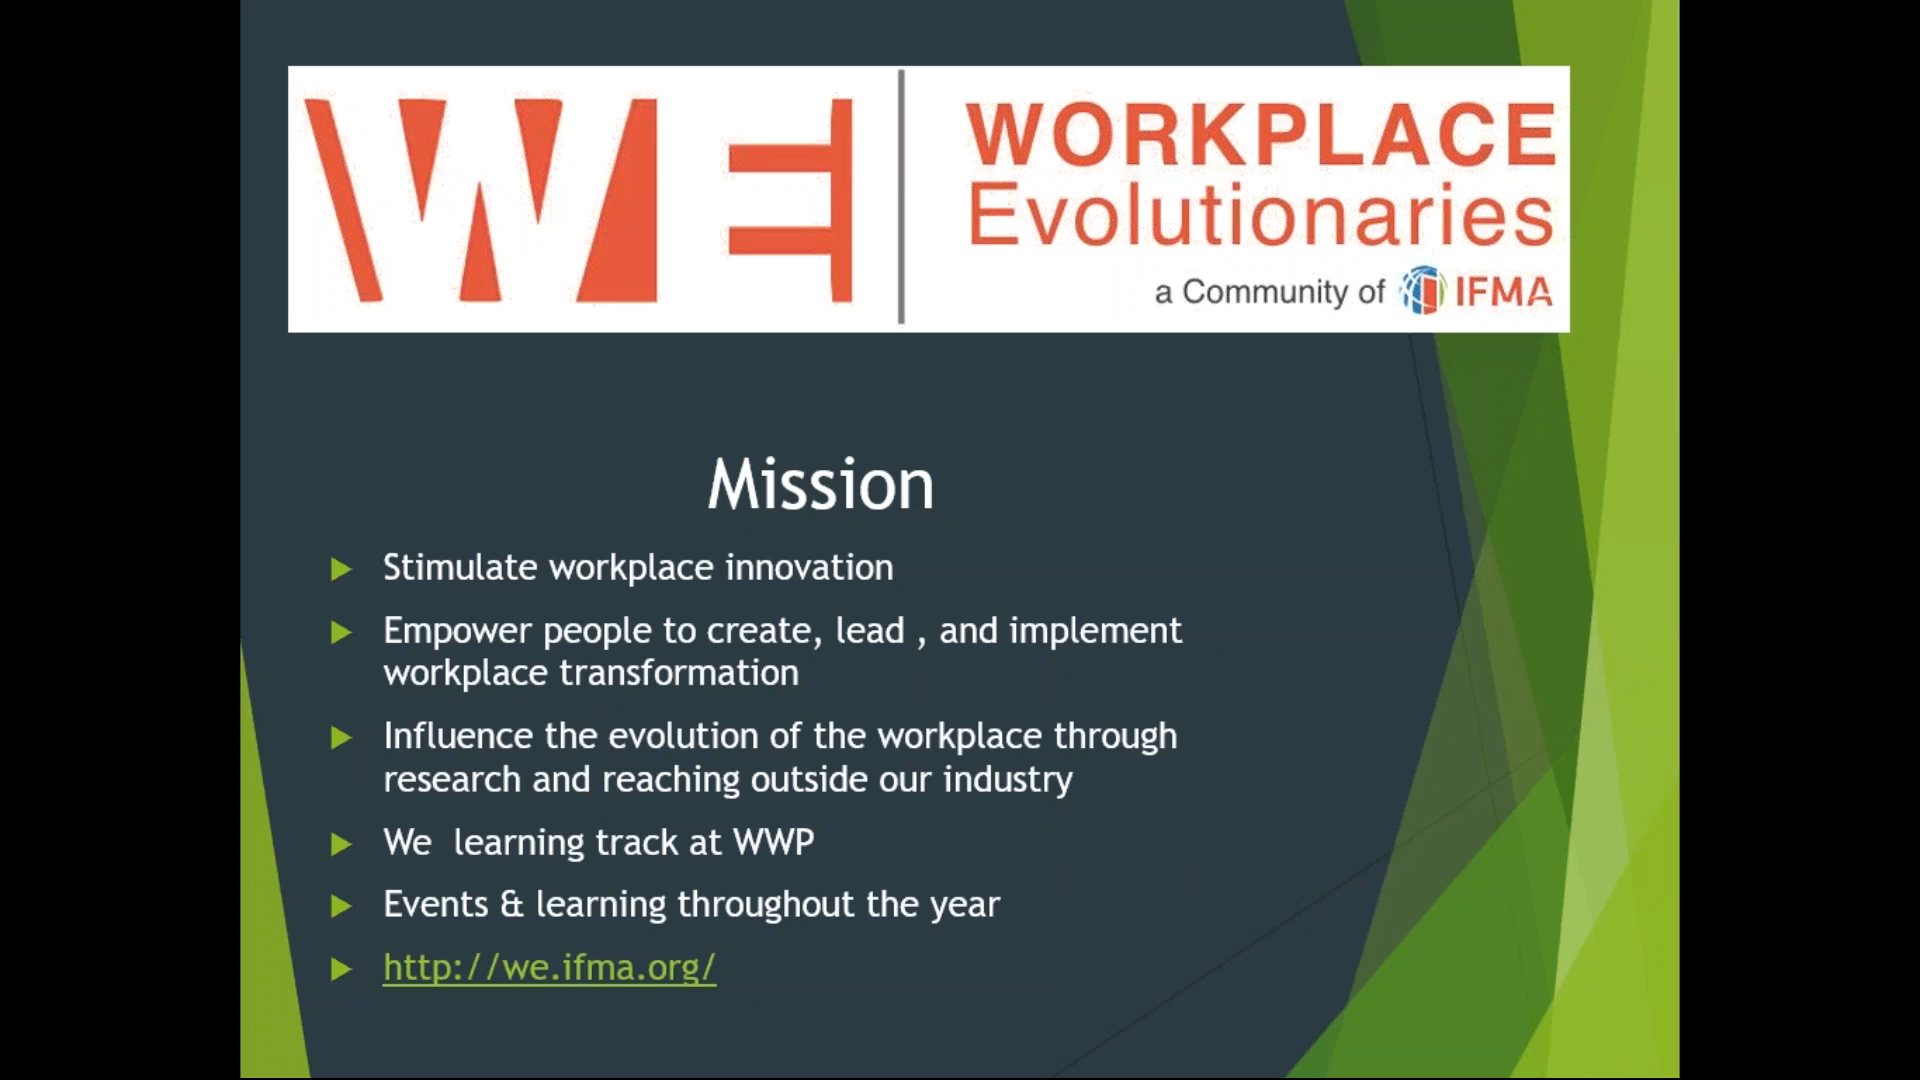 WE
WORKPLACE
Evolutionaries
a Community of IFMA
Mission
Stimulate workplace innovation
Empower people to create, lead , and implement
workplace transformation
Influence the evolution of the workplace through
research and reaching outside our industry
We  learning track at WWP
Events & learning throughout the year
http://we.ifma.org/